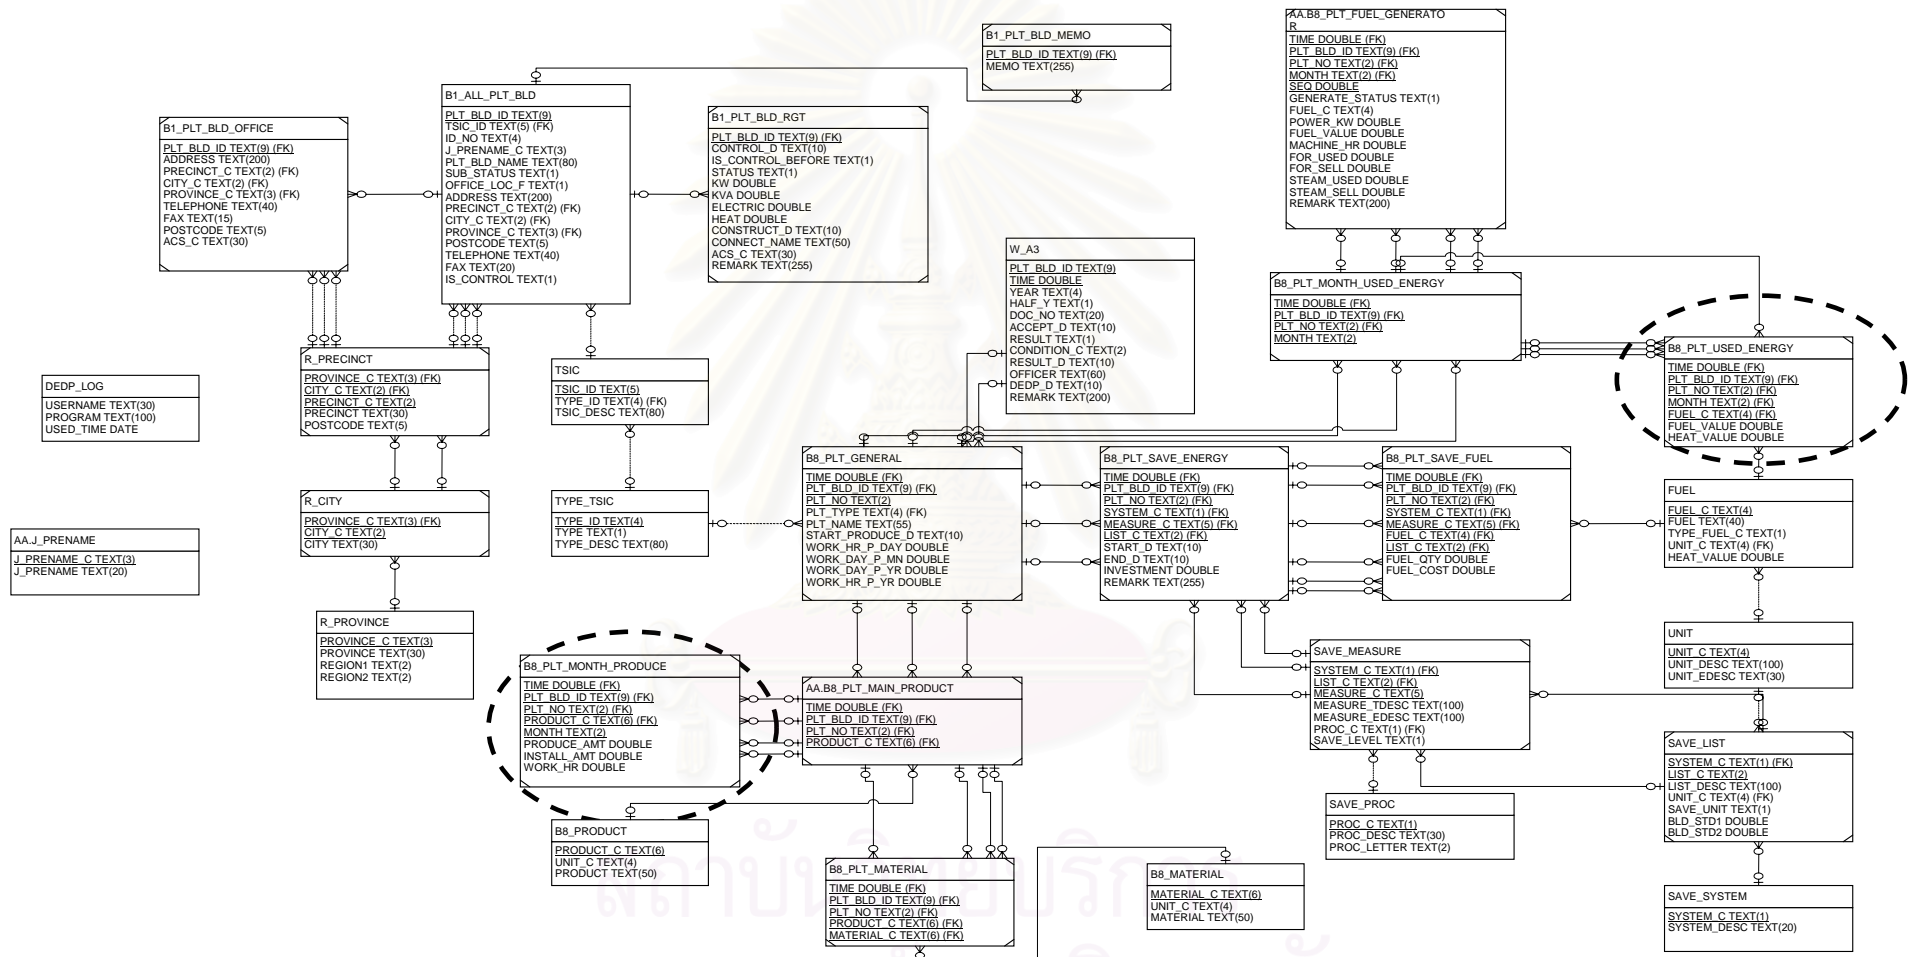 B1_PLT_BLD_OFFICE
PLT_BLD_ID TEXT(9) (FK)
ADDRESS TEXT(200)
PRECINCT_C TEXT(2) (FK)
CITY_C TEXT(2) (FK)
PROVINCE_C TEXT(3) (FK)
TELEPHONE TEXT(40)
FAX TEXT(15)
POSTCODE TEXT(5)
ACS_C TEXT(30)
B1_ALL_PLT_BLD
PLT_BLD_ID TEXT(9)
TSIC_ID TEXT(5) (FK)
ID_NO TEXT(4)
J_PRENAME_C TEXT(3)
PLT_BLD_NAME TEXT(80)
SUB_STATUS TEXT(1)
OFFICE_LOC_F TEXT(1)
ADDRESS TEXT(200)
PRECINCT_C TEXT(2) (FK)
CITY_C TEXT(2) (FK)
PROVINCE_C TEXT(3) (FK)
POSTCODE TEXT(5)
TELEPHONE TEXT(40)
FAX TEXT(20)
IS_CONTROL TEXT(1)
B1_PLT_BLD_RGT
PLT_BLD_ID TEXT(9) (FK)
CONTROL_D TEXT(10)
IS_CONTROL_BEFORE TEXT(1)
STATUS TEXT(1)
KW DOUBLE
KVA DOUBLE
ELECTRIC DOUBLE
HEAT DOUBLE
CONSTRUCT_D TEXT(10)
CONNECT_NAME TEXT(50)
ACS_C TEXT(30)
REMARK TEXT(255)
B1_PLT_BLD_MEMO
PLT_BLD_ID TEXT(9) (FK)
MEMO TEXT(255)
AA.B8_PLT_FUEL_GENERATO
R
TIME DOUBLE (FK)
PLT_BLD_ID TEXT(9) (FK)
PLT_NO TEXT(2) (FK)
MONTH TEXT(2) (FK)
SEQ DOUBLE
GENERATE_STATUS TEXT(1)
FUEL_C TEXT(4)
POWER_KW DOUBLE
FUEL_VALUE DOUBLE
MACHINE_HR DOUBLE
FOR_USED DOUBLE
FOR_SELL DOUBLE
STEAM_USED DOUBLE
STEAM_SELL DOUBLE
REMARK TEXT(200)
W_A3
PLT_BLD_ID TEXT(9)
TIME DOUBLE
YEAR TEXT(4)
HALF_Y TEXT(1)
DOC_NO TEXT(20)
ACCEPT_D TEXT(10)
RESULT TEXT(1)
CONDITION_C TEXT(2)
RESULT_D TEXT(10)
OFFICER TEXT(60)
DEDP_D TEXT(10)
REMARK TEXT(200)
B8_PLT_MONTH_USED_ENERGY
TIME DOUBLE (FK)
PLT_BLD_ID TEXT(9) (FK)
PLT_NO TEXT(2) (FK)
MONTH TEXT(2)
B8_PLT_USED_ENERGY
TIME DOUBLE (FK)
PLT_BLD_ID TEXT(9) (FK)
PLT_NO TEXT(2) (FK)
MONTH TEXT(2) (FK)
FUEL_C TEXT(4) (FK)
FUEL_VALUE DOUBLE
HEAT_VALUE DOUBLE
DEDP_LOG
USERNAME TEXT(30)
PROGRAM TEXT(100)
USED_TIME DATE
R_PRECINCT
PROVINCE_C TEXT(3) (FK)
CITY_C TEXT(2) (FK)
PRECINCT_C TEXT(2)
PRECINCT TEXT(30)
POSTCODE TEXT(5)
TSIC
TSIC_ID TEXT(5)
TYPE_ID TEXT(4) (FK)
TSIC_DESC TEXT(80)
B8_PLT_GENERAL
TIME DOUBLE (FK)
PLT_BLD_ID TEXT(9) (FK)
PLT_NO TEXT(2)
PLT_TYPE TEXT(4) (FK)
PLT_NAME TEXT(55)
START_PRODUCE_D TEXT(10)
WORK_HR_P_DAY DOUBLE
WORK_DAY_P_MN DOUBLE
WORK_DAY_P_YR DOUBLE
WORK_HR_P_YR DOUBLE
B8_PLT_SAVE_ENERGY
TIME DOUBLE (FK)
PLT_BLD_ID TEXT(9) (FK)
PLT_NO TEXT(2) (FK)
SYSTEM_C TEXT(1) (FK)
MEASURE_C TEXT(5) (FK)
LIST_C TEXT(2) (FK)
START_D TEXT(10)
END_D TEXT(10)
INVESTMENT DOUBLE
REMARK TEXT(255)
B8_PLT_SAVE_FUEL
TIME DOUBLE (FK)
PLT_BLD_ID TEXT(9) (FK)
PLT_NO TEXT(2) (FK)
SYSTEM_C TEXT(1) (FK)
MEASURE_C TEXT(5) (FK)
FUEL_C TEXT(4) (FK)
LIST_C TEXT(2) (FK)
FUEL_QTY DOUBLE
FUEL_COST DOUBLE
FUEL
FUEL_C TEXT(4)
FUEL TEXT(40)
TYPE_FUEL_C TEXT(1)
UNIT_C TEXT(4) (FK)
HEAT_VALUE DOUBLE
AA.J_PRENAME
J_PRENAME_C TEXT(3)
J_PRENAME TEXT(20)
R_CITY
PROVINCE_C TEXT(3) (FK)
CITY_C TEXT(2)
CITY TEXT(30)
TYPE_TSIC
TYPE_ID TEXT(4)
TYPE TEXT(1)
TYPE_DESC TEXT(80)
R_PROVINCE
PROVINCE_C TEXT(3)
PROVINCE TEXT(30)
REGION1 TEXT(2)
REGION2 TEXT(2)
B8_PLT_MONTH_PRODUCE
TIME DOUBLE (FK)
PLT_BLD_ID TEXT(9) (FK)
PLT_NO TEXT(2) (FK)
PRODUCT_C TEXT(6) (FK)
MONTH TEXT(2)
PRODUCE_AMT DOUBLE
INSTALL_AMT DOUBLE
WORK_HR DOUBLE
AA.B8_PLT_MAIN_PRODUCT
TIME DOUBLE (FK)
PLT_BLD_ID TEXT(9) (FK)
PLT_NO TEXT(2) (FK)
PRODUCT_C TEXT(6) (FK)
SAVE_MEASURE
SYSTEM_C TEXT(1) (FK)
LIST_C TEXT(2) (FK)
MEASURE_C TEXT(5)
MEASURE_TDESC TEXT(100)
MEASURE_EDESC TEXT(100)
PROC_C TEXT(1) (FK)
SAVE_LEVEL TEXT(1)
UNIT
UNIT_C TEXT(4)
UNIT_DESC TEXT(100)
UNIT_EDESC TEXT(30)
SAVE_LIST
SYSTEM_C TEXT(1) (FK)
LIST_C TEXT(2)
LIST_DESC TEXT(100)
UNIT_C TEXT(4) (FK)
SAVE_UNIT TEXT(1)
BLD_STD1 DOUBLE
BLD_STD2 DOUBLE
SAVE_PROC
PROC_C TEXT(1)
PROC_DESC TEXT(30)
PROC_LETTER TEXT(2)
B8_PRODUCT
PRODUCT_C TEXT(6)
UNIT_C TEXT(4)
PRODUCT TEXT(50)
B8_PLT_MATERIAL
TIME DOUBLE (FK)
PLT_BLD_ID TEXT(9) (FK)
PLT_NO TEXT(2) (FK)
PRODUCT_C TEXT(6) (FK)
MATERIAL_C TEXT(6) (FK)
B8_MATERIAL
MATERIAL_C TEXT(6)
UNIT_C TEXT(4)
MATERIAL TEXT(50)
SAVE_SYSTEM
SYSTEM_C TEXT(1)
SYSTEM_DESC TEXT(20)
สถาบันวิทยบริการ